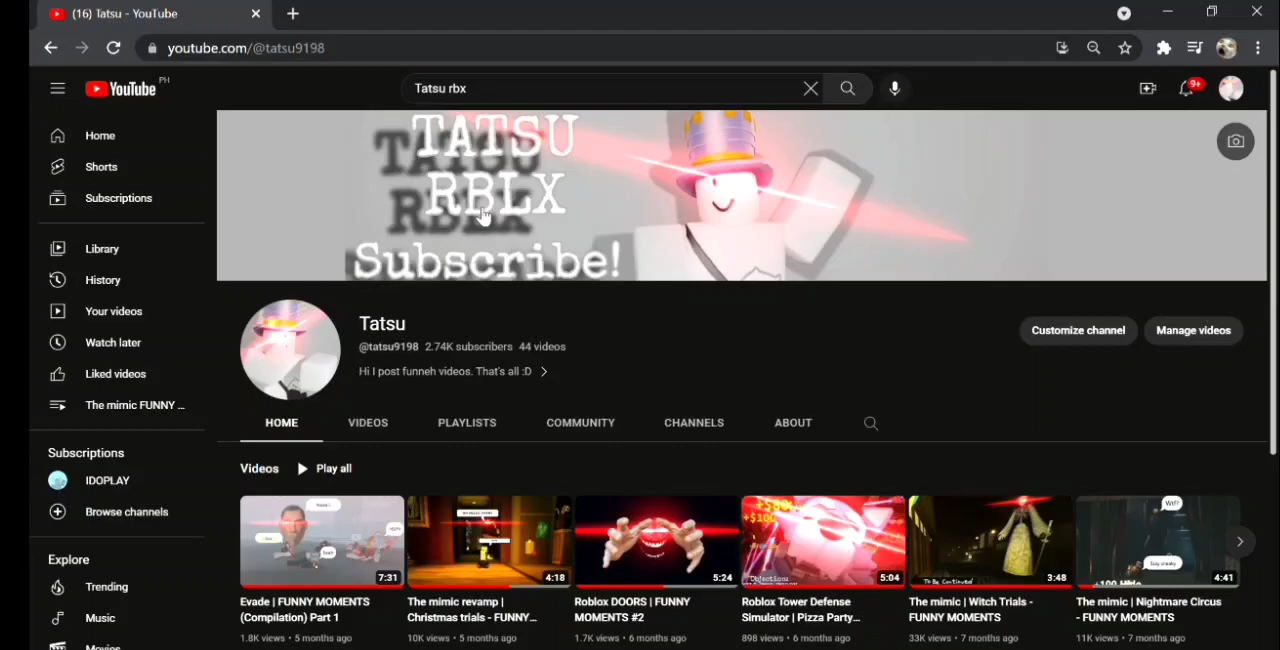 (16) Tatsu - YouTube
youtube.com/@tatsu9198
YouTube PH
Tatsu rbx
9+
Home
Shorts
Subscriptions
Library
History
Your videos
Watch later
Liked videos
The mimic FUNNY ...
Subscriptions
IDOPLAY
Browse channels
Explore
Trending
Music
Movies
TATSU
RBLX
Subscribe!
Tatsu
@tatsu9198 2.74K subscribers 44 videos
Hi I post funneh videos. That's all :D
Customize channel Manage videos
HOME VIDEOS PLAYLISTS COMMUNITY CHANNELS ABOUT
Videos Play all
7:31
Evade | FUNNY MOMENTS
(Compilation) Part 1
1.8K views • 5 months ago
4:18
The mimic revamp |
Christmas trials - FUNNY...
10K views • 5 months ago
5:24
Roblox DOORS | FUNNY
MOMENTS #2
1.7K views • 6 months ago
+$100
Objection:
5:04
Roblox Tower Defense
Simulator | Pizza Party...
898 views • 6 months ago
To Be Continued
3:48
The mimic | Witch Trials -
FUNNY MOMENTS
33K views • 7 months ago
4:41
The mimic | Nightmare Circus
- FUNNY MOMENTS
11K views • 7 months ago